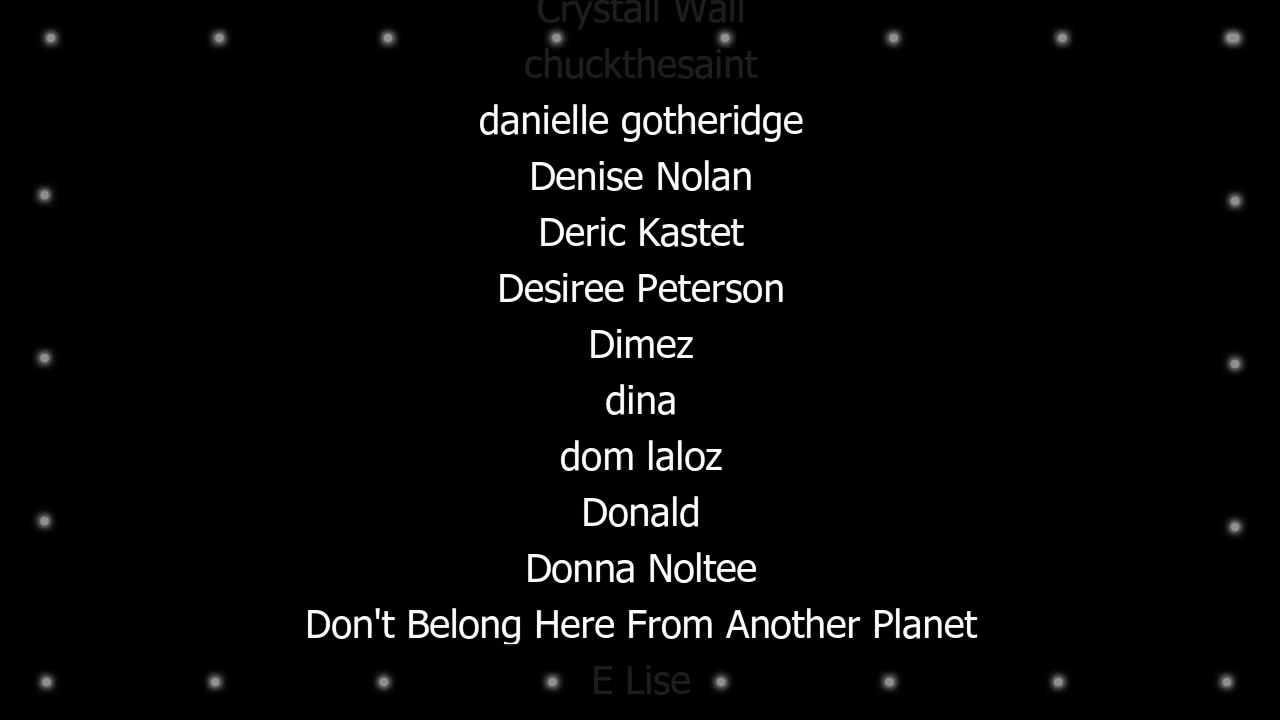 Crystall Wall
chuckthesaint
danielle gotheridge
Denise Nolan
Deric Kastet
Desiree Peterson
Dimez
dina
dom laloz
Donald
Donna Noltee
Don't Belong Here From Another Planet
E Lise